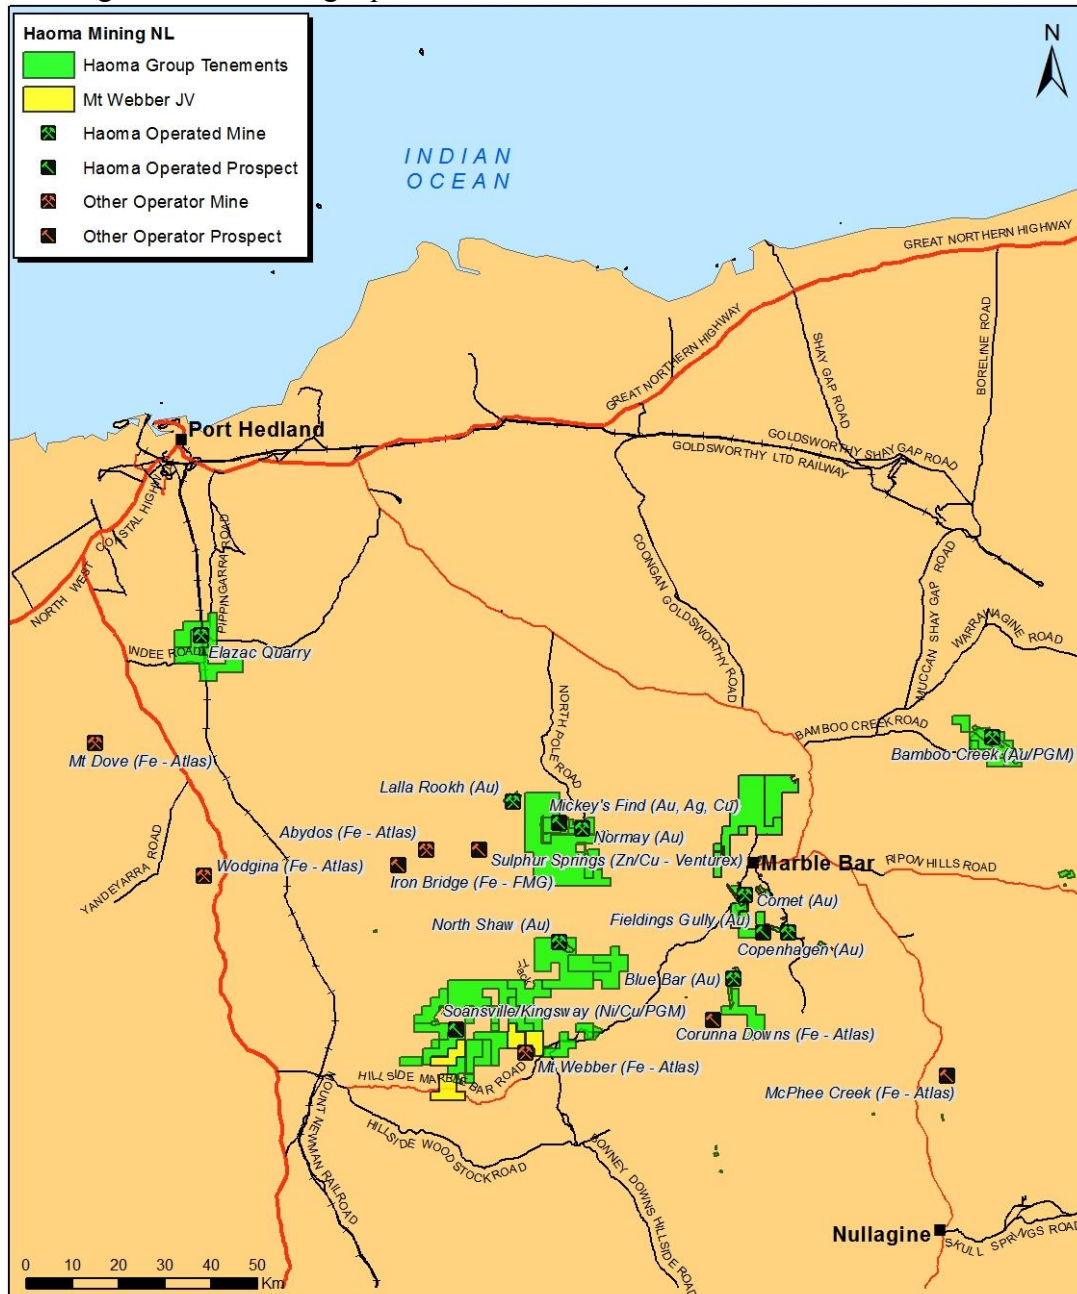 Haoma Mining NL
Haoma Group Tenements
Mt Webber JV
Haoma Operated Mine
Haoma Operated Prospect
Other Operator Mine
Other Operator Prospect
N
INDIAN
OCEAN
GREAT NORTHERN HIGHWAY
GREAT NORTHERN HIGHWAY
SHAY GAP ROAD
BORELINE ROAD
Port Hedland
GOLDSWORTHY SHAY GAP ROAD
GOLDSWORTHY LTD RAILWAY
NORTH WEST COASTAL HIGHWAY
PIPPINGARRA ROAD
COONGAN GOLDSWORTHY ROAD
MUCCAN SHAY GAP ROAD
WARRAWAGINE ROAD
INDEE ROAD
Elazac Quarry
NORTH POLE ROAD
BAMBOO CREEK ROAD
Bamboo Creek (Au/PGM)
Mt Dove (Fe - Atlas)
Lalla Rookh (Au)
Mickey's Find (Au, Ag, Cu)
Abydos (Fe - Atlas)
Normay (Au)
YANDEYARRA ROAD
Wodgina (Fe - Atlas)
Sulphur Springs (Zn/Cu - Venturex)
Marble Bar
RIPON HILLS ROAD
Iron Bridge (Fe - FMG)
Comet (Au)
North Shaw (Au)
Fieldings Gully (Au)
Copenhagen (Au)
Blue Bar (Au)
Soansville/Kingsway (Ni/Cu/PGM)
Corunna Downs (Fe - Atlas)
Mt Webber (Fe - Atlas)
HILLSIDE MARBLE BAR ROAD
McPhee Creek (Fe - Atlas)
MOUNT NEWMAN RAILROAD
HILLSIDE WOODSTOCK ROAD
BONNEY DOWNS HILLSIDE ROAD
Nullagine
SKULL SPRINGS ROAD
0 10 20 30 40 50
Km